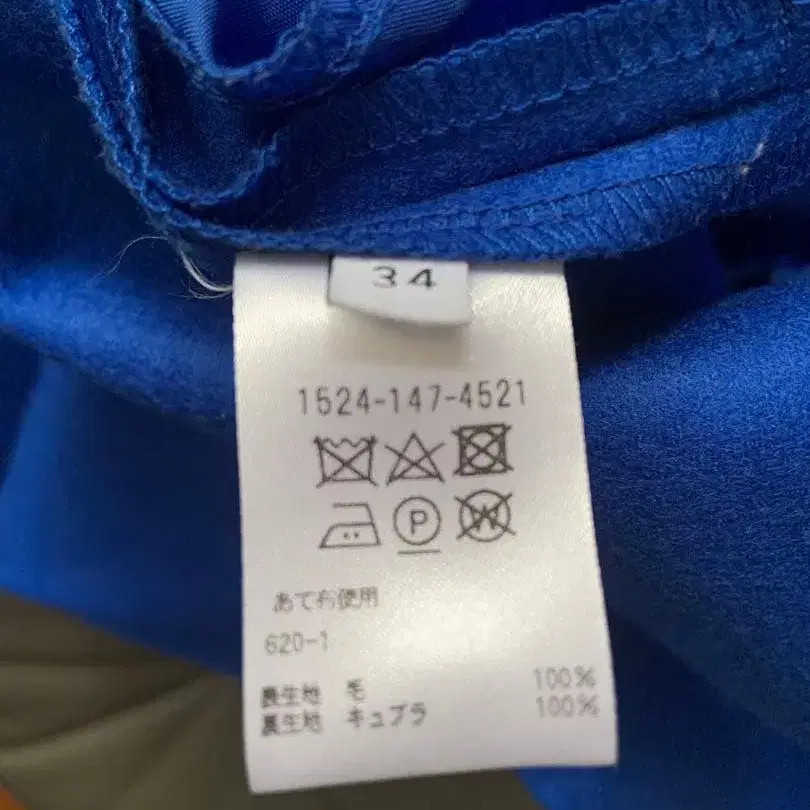 34
1524-147-4521
P
W
あて布使用
620-1
表生地 毛 100%
裏生地 キュプラ 100%